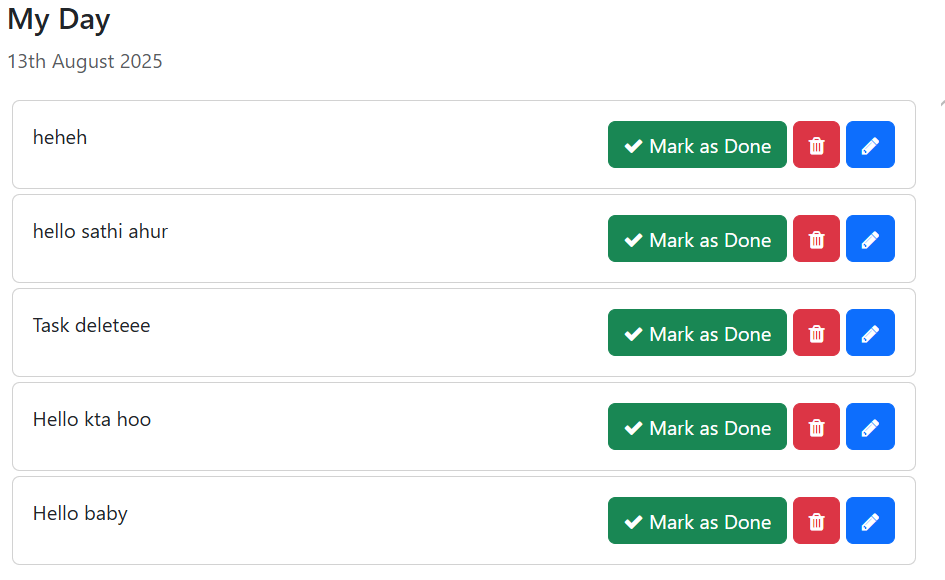 My Day
13th August 2025
heheh
Mark as Done
hello sathi ahur
Mark as Done
Task deleteee
Mark as Done
Hello kta hoo
Mark as Done
Hello baby
Mark as Done